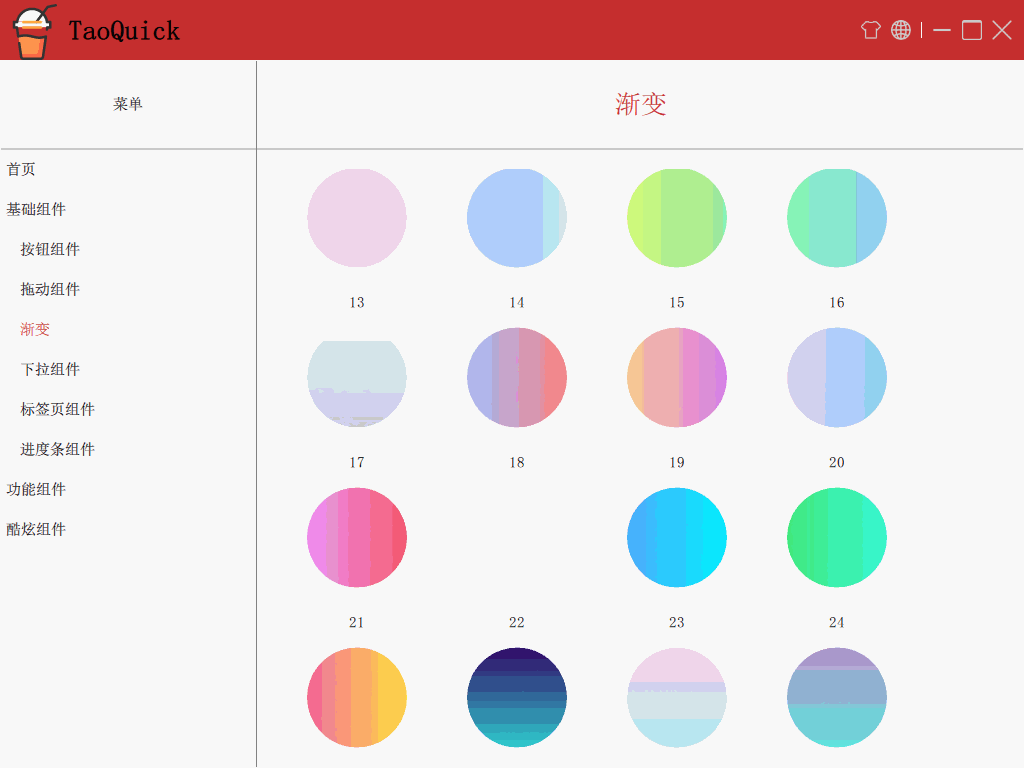 TaoQuick
菜单
渐变
首页
基础组件
按钮组件
拖动组件
渐变
下拉组件
标签页组件
进度条组件
功能组件
酷炫组件
13
14
15
16
17
18
19
20
21
22
23
24